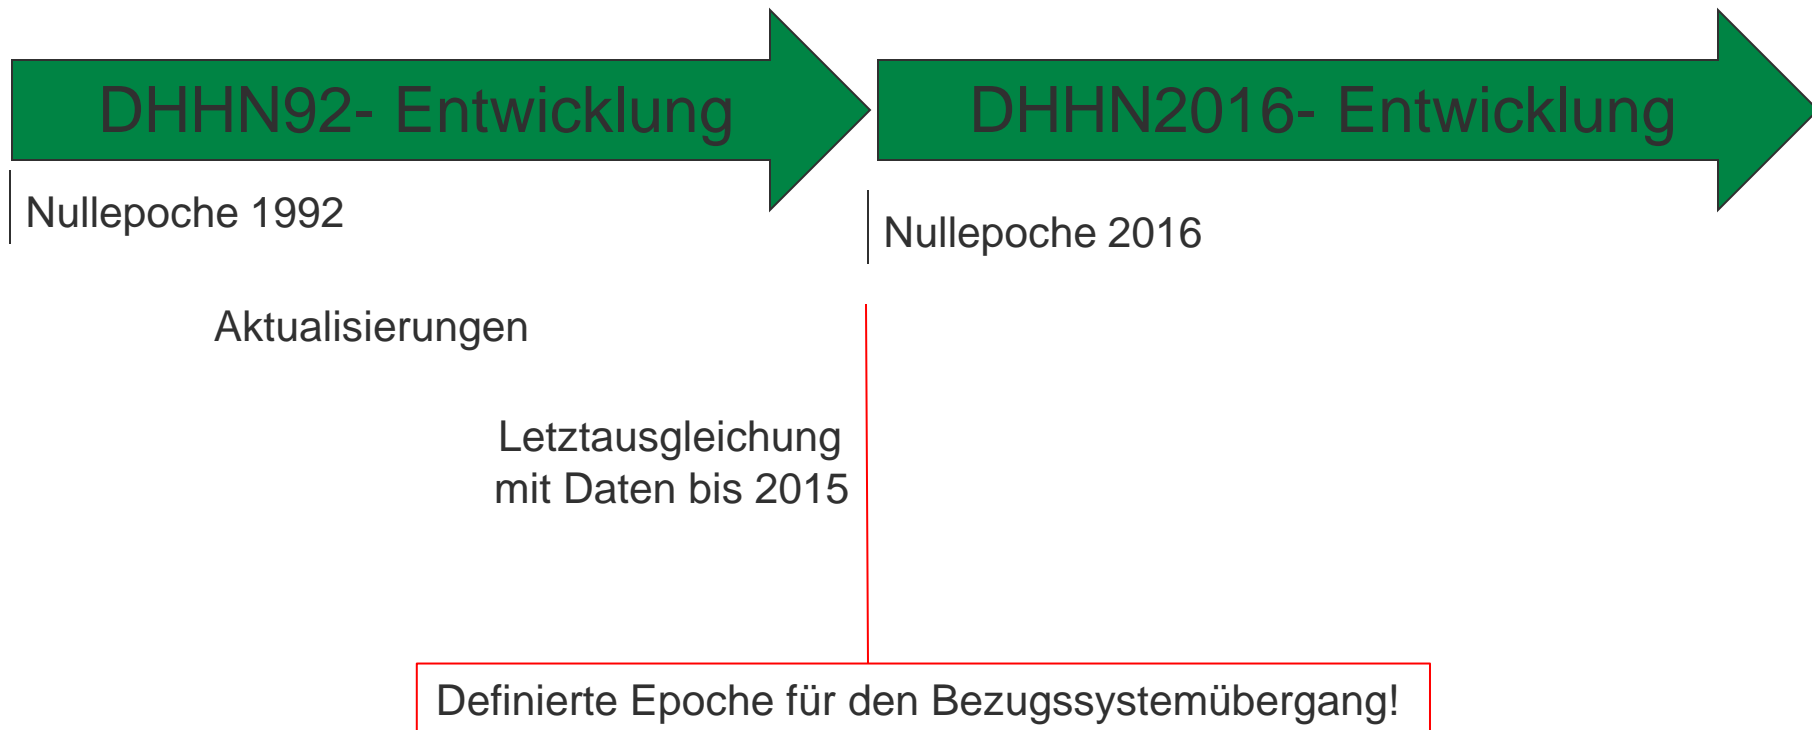 DHHN92- Entwicklung
DHHN2016- Entwicklung
Nullepoche 1992
Nullepoche 2016
Aktualisierungen
Letztausgleichung
mit Daten bis 2015
Definierte Epoche für den Bezugssystemübergang!